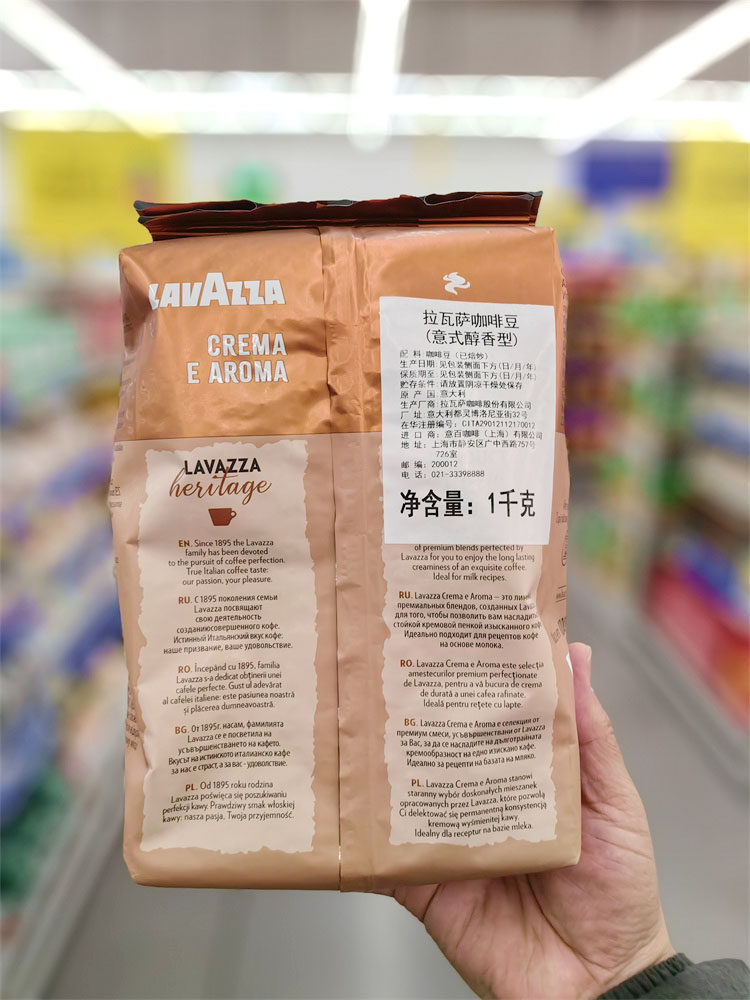 LAVAZZA
CREMA
E AROMA
LAVAZZA
heritage
EN. Since 1895 the Lavazza
family has been devoted
to the pursuit of coffee perfection.
True Italian coffee taste:
our passion, your pleasure.
RU. С 1895 поколения семьи
Lavazza посвящают
свою деятельность
созданиюсовершенного кофе.
Истинный Итальянский вкус кофе:
наше призвание, ваше удовольствие.
RO. Începând cu 1895, familia
Lavazza s-a dedicat obținerii unei
cafele perfecte. Gust ul adevărat
al cafelei italiene: este pasiunea noastră
și plăcerea dumneavoastră.
BG. От 1895г. насам, фамилията
Lavazza се е посветила на
усъвършенстването на кафето.
Вкусът на истинското италианско кафе
за нас е страст, а за вас - удоволствие.
PL. Od 1895 roku rodzina
Lavazza poświęca się poszukiwaniu
perfekcji kawy. Prawdziwy smak włoskiej
kawy: nasza pasja, Twoja przyjemność.
拉瓦萨咖啡豆
(意式醇香型)
配 料:咖啡豆（已焙炒）
生产日期:见包装侧面下方(日/月/年)
保质期至:见包装侧面下方(日/月/年)
贮存条件:请放置阴凉干燥处保存
原 产 国:意大利
生产厂商:拉瓦萨咖啡股份有限公司
厂 址:意大利都灵博洛尼亚街32号
在华注册编号: CITA29012112170012
进 口 商: 意百咖啡（上海）有限公司
地 址: 上海市静安区广中西路757号
726室
邮 编: 200012
电 话: 021-33398888
净含量：1千克
of premium blends perfected by
Lavazza for you to enjoy the long lasting
creaminess of an exquisite coffee.
Ideal for milk recipes.
RU. Lavazza Crema e Aroma – это
премиальных блендов, созданных
для того, чтобы позволить вам
стойкой кремовой пенкой изысканного
Идеально подходит для рецептов кофе
на основе молока.
RO. Lavazza Crema e Aroma este selecția
amestecurilor premium perfecționate
de Lavazza, pentru a vă bucura de crema
de durată a unei cafea rafinate.
Ideală pentru rețete cu lapte.
BG. Lavazza Crema e Aroma е селекция от
премиум смеси, усъвършенствани от Lavazza
за Вас, за да се насладите на дълготрайната
кремообразност на едно изискано кафе.
Идеално за рецепти на базата на мляко.
PL. Lavazza Crema e Aroma stanowi
staranny wybór doskonałych mieszanek
opracowanych przez Lavazza, które pozwolą
Ci delektować się permanentną konsystencją
kremową wyśmienitej kawy.
Idealny dla receptur na bazie mleka.